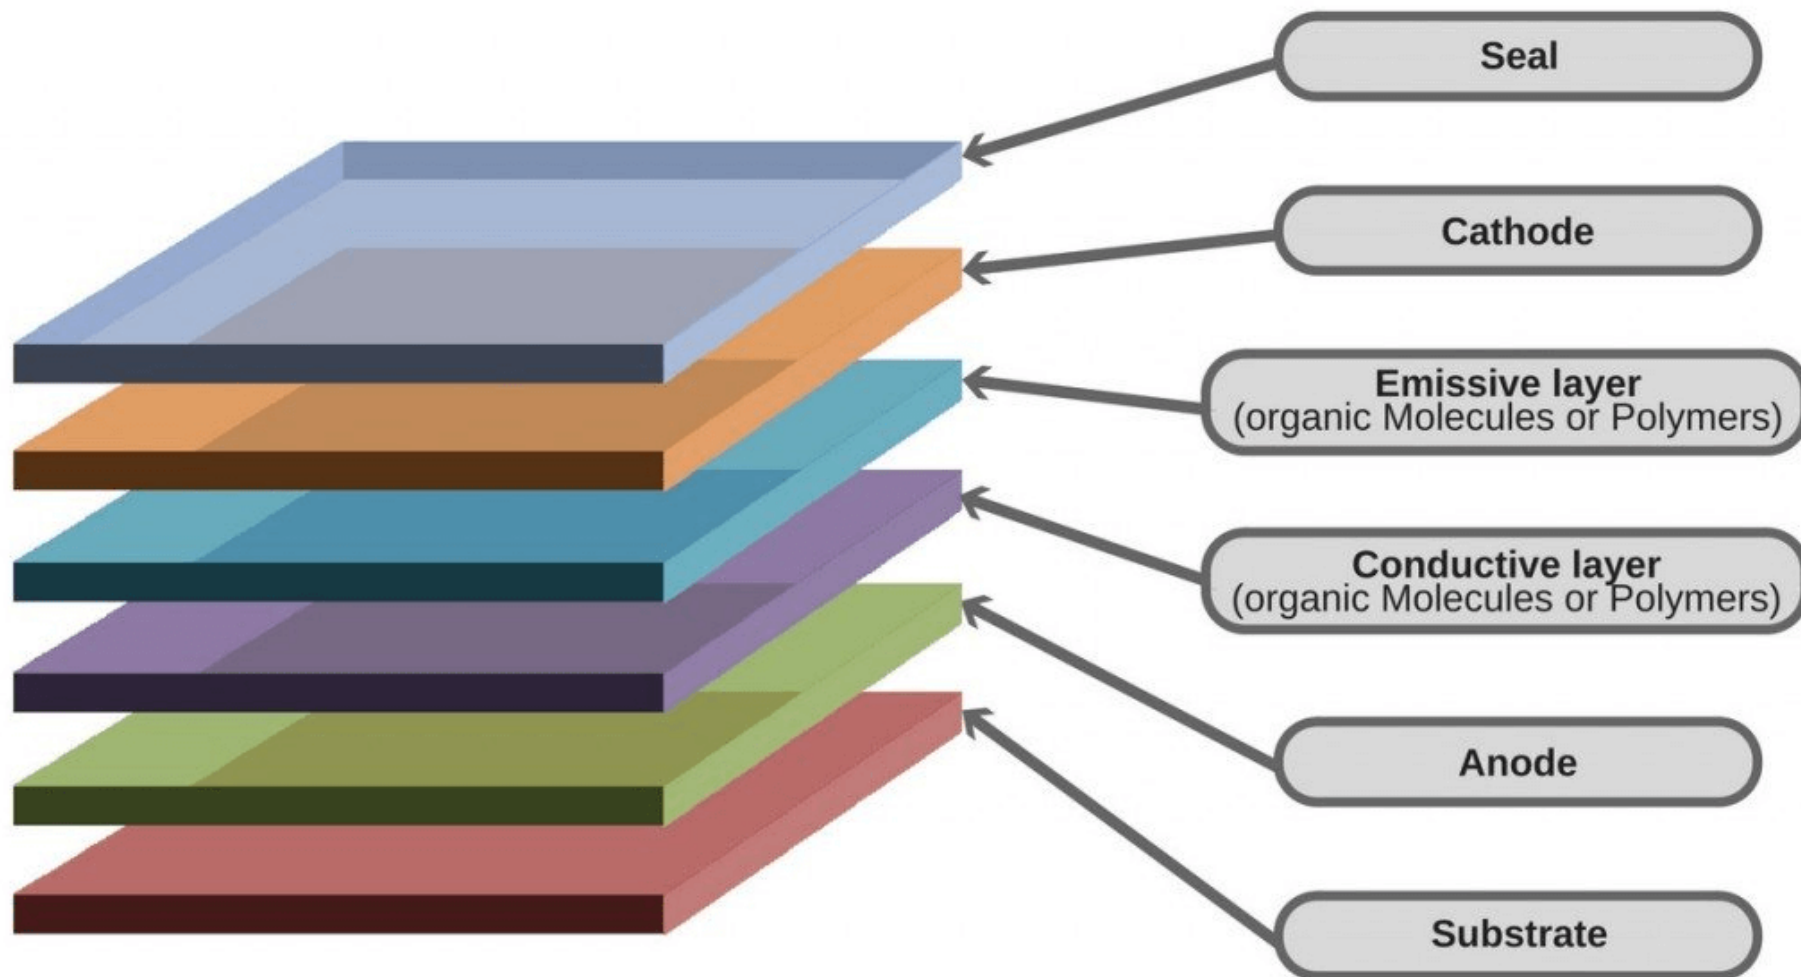 Seal
Cathode
Emissive layer
(organic Molecules or Polymers)
Conductive layer
(organic Molecules or Polymers)
Anode
Substrate